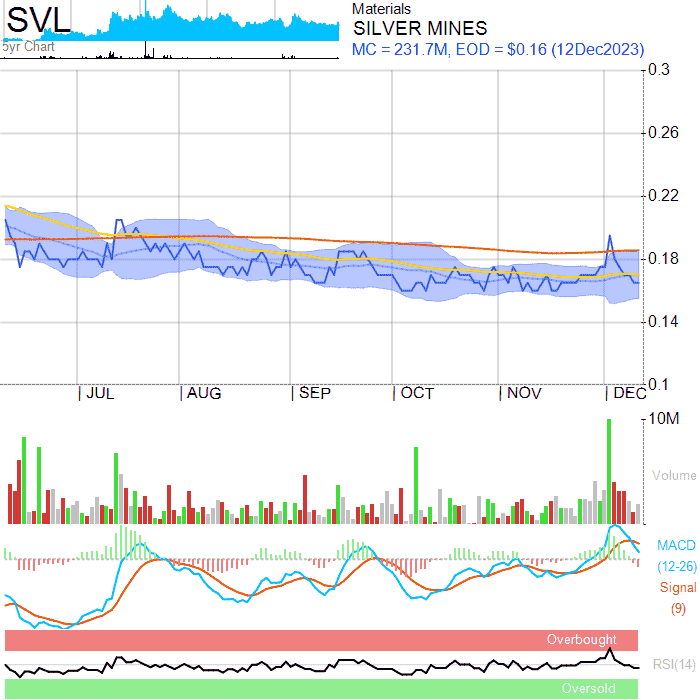 SVL
5yr Chart
Materials
SILVER MINES
MC = 231.7M, EOD = $0.16 (12Dec2023)
0.3
0.26
0.22
0.18
0.14
0.1
JUL AUG SEP OCT NOV DEC
10M
Volume
MACD
(12-26)
Signal
(9)
Overbought
RSI(14)
Oversold